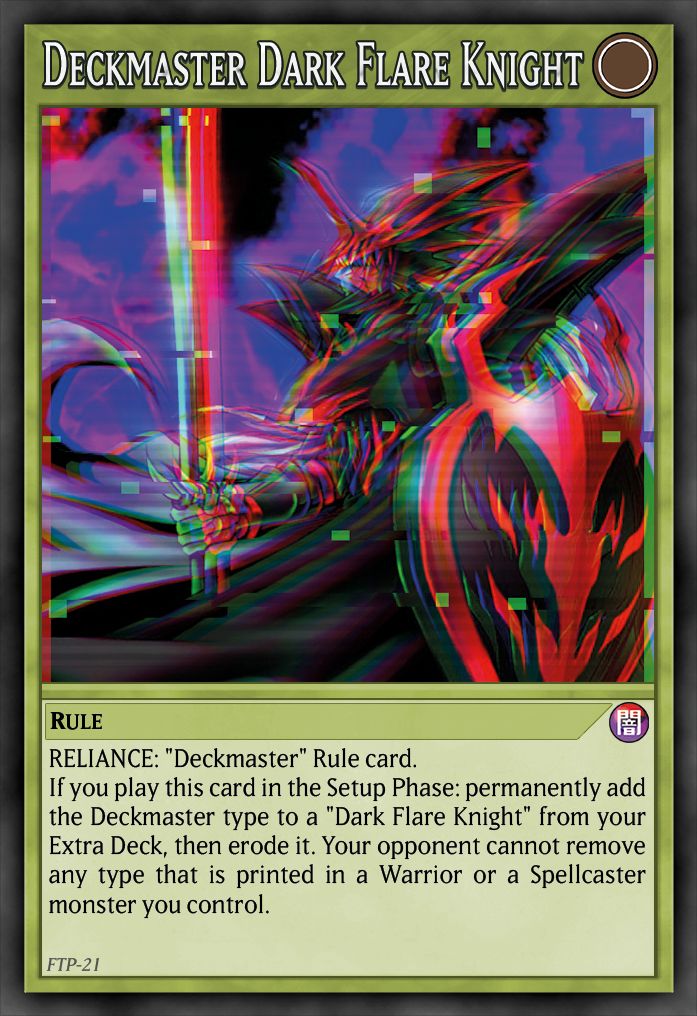 DECKMASTER DARK FLARE KNIGHT
RULE
闇
RELIANCE: "Deckmaster" Rule card.
If you play this card in the Setup Phase: permanently add
the Deckmaster type to a "Dark Flare Knight" from your
Extra Deck, then erode it. Your opponent cannot remove
any type that is printed in a Warrior or a Spellcaster
monster you control.
FTP-21